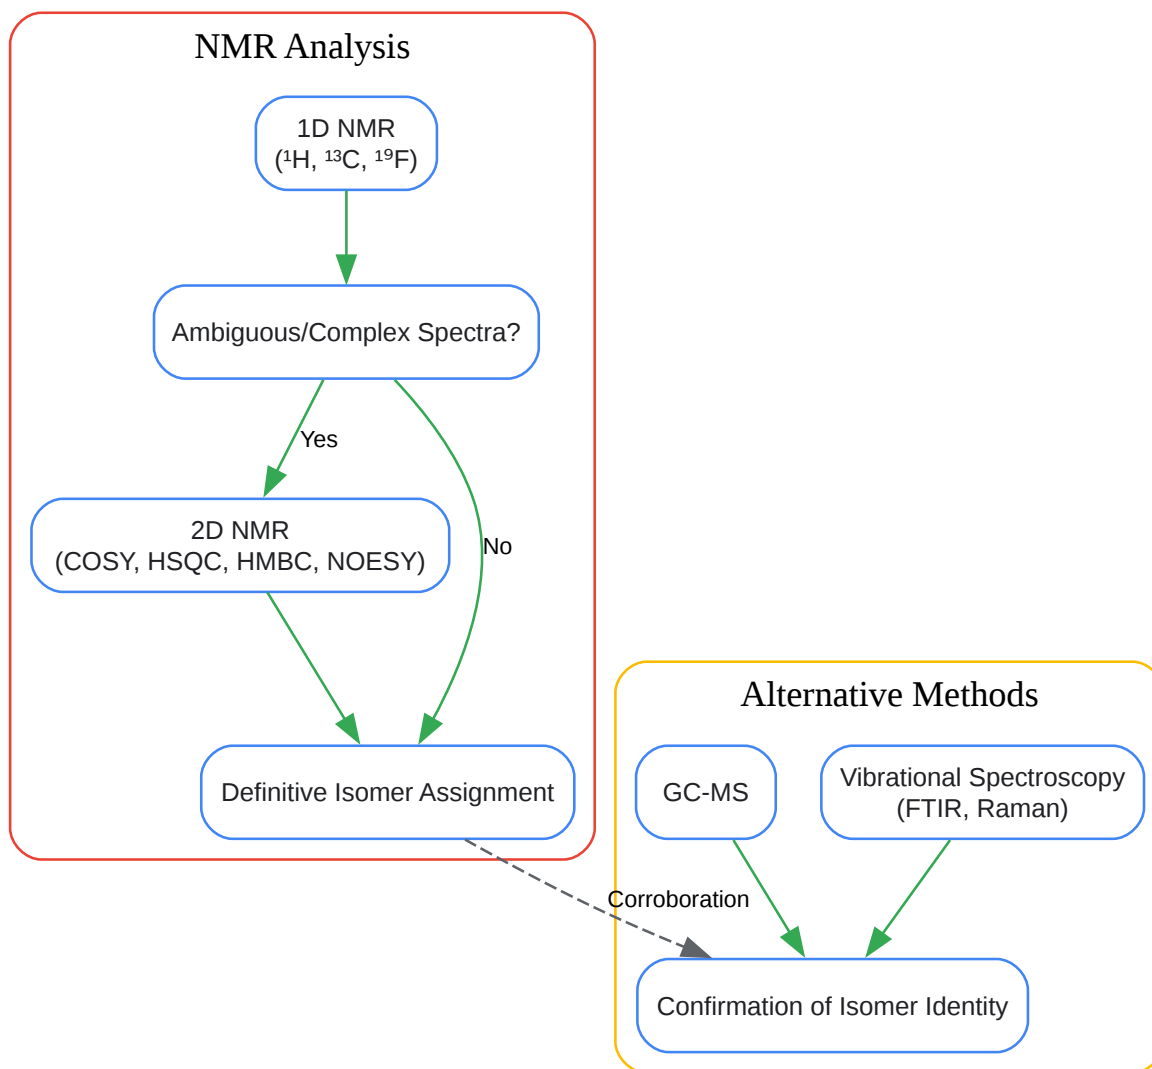 NMR Analysis
1D NMR
(¹H, ¹³C, ¹⁹F)
Ambiguous/Complex Spectra?
Yes
2D NMR
(COSY, HSQC, HMBC, NOESY)
No
Definitive Isomer Assignment
Alternative Methods
GC-MS
Vibrational Spectroscopy
(FTIR, Raman)
Corroboration
Confirmation of Isomer Identity